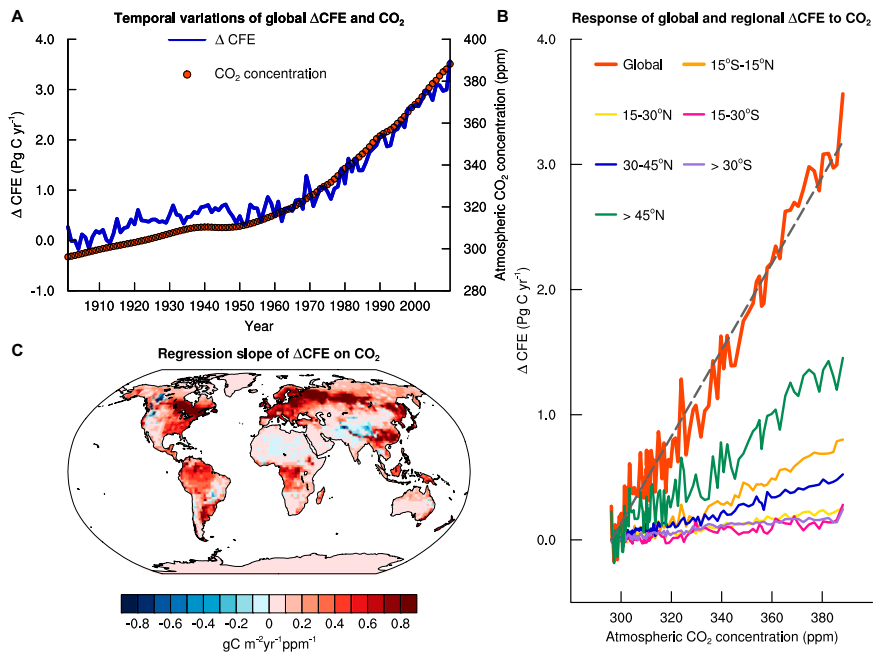 A
Temporal variations of global ΔCFE and CO₂
4.0
3.0
2.0
1.0
0.0
-1.0
Δ CFE (Pg C yr⁻¹)
Δ CFE
CO₂ concentration
400
380
360
340
320
300
280
Atmospheric CO₂ concentration (ppm)
1910 1920 1930 1940 1950 1960 1970 1980 1990 2000
Year
B
Response of global and regional ΔCFE to CO₂
4.0
3.0
2.0
1.0
0.0
Δ CFE (Pg C yr⁻¹)
Global
15°S-15°N
15-30°N
15-30°S
30-45°N
> 30°S
> 45°N
300 320 340 360 380
Atmospheric CO₂ concentration (ppm)
C
Regression slope of ΔCFE on CO₂
-0.8 -0.6 -0.4 -0.2 0 0.2 0.4 0.6 0.8
gC m⁻²yr⁻¹ppm⁻¹